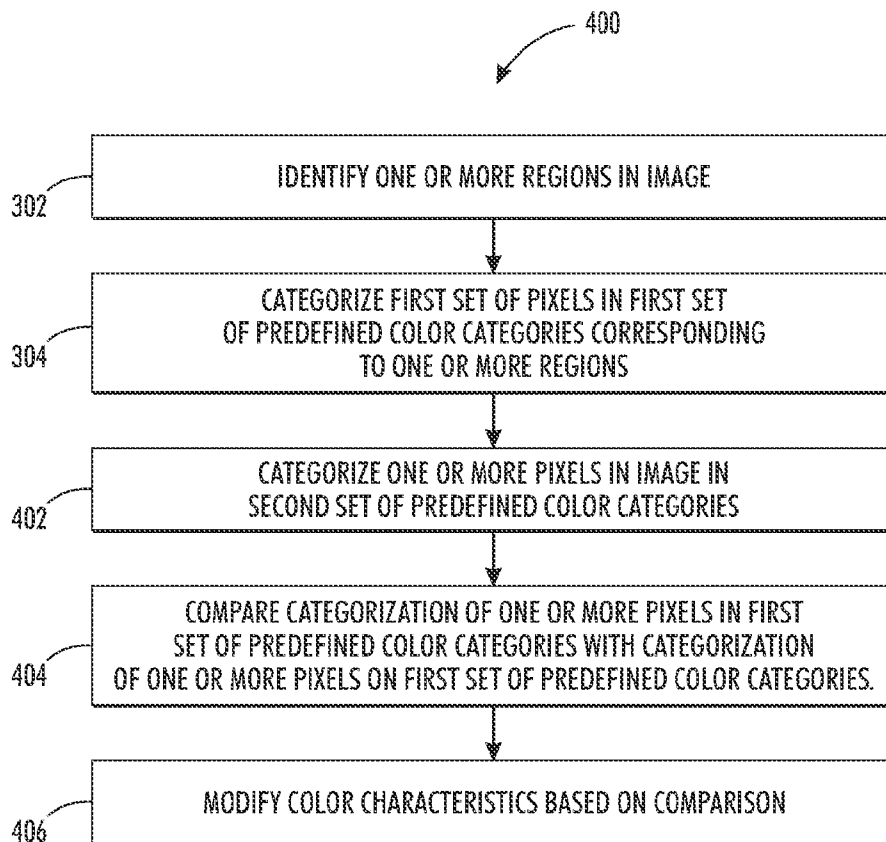 400
IDENTIFY ONE OR MORE REGIONS IN IMAGE
302
CATEGORIZE FIRST SET OF PIXELS IN FIRST SET
OF PREDEFINED COLOR CATEGORIES CORRESPONDING
TO ONE OR MORE REGIONS
304
CATEGORIZE ONE OR MORE PIXELS IN IMAGE IN
SECOND SET OF PREDEFINED COLOR CATEGORIES
402
COMPARE CATEGORIZATION OF ONE OR MORE PIXELS IN FIRST
SET OF PREDEFINED COLOR CATEGORIES WITH CATEGORIZATION
OF ONE OR MORE PIXELS ON FIRST SET OF PREDEFINED COLOR CATEGORIES.
404
MODIFY COLOR CHARACTERISTICS BASED ON COMPARISON
406